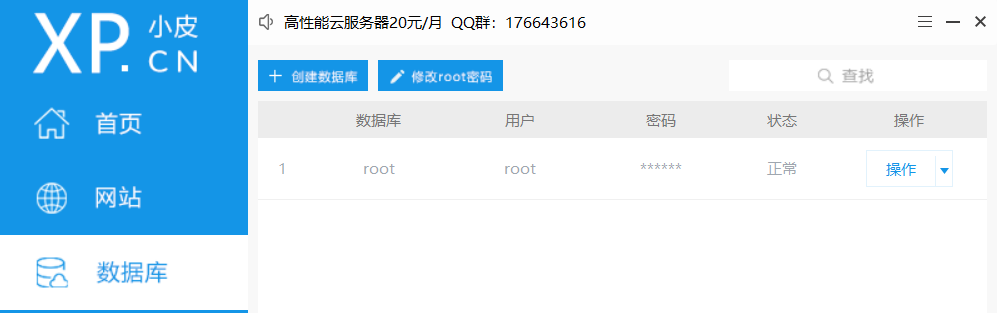 XP.CN 小皮
高性能云服务器20元/月 QQ群：176643616
首页
网站
数据库
创建数据库 修改root密码 查找
数据库 用户 密码 状态 操作
1 root root ****** 正常 操作